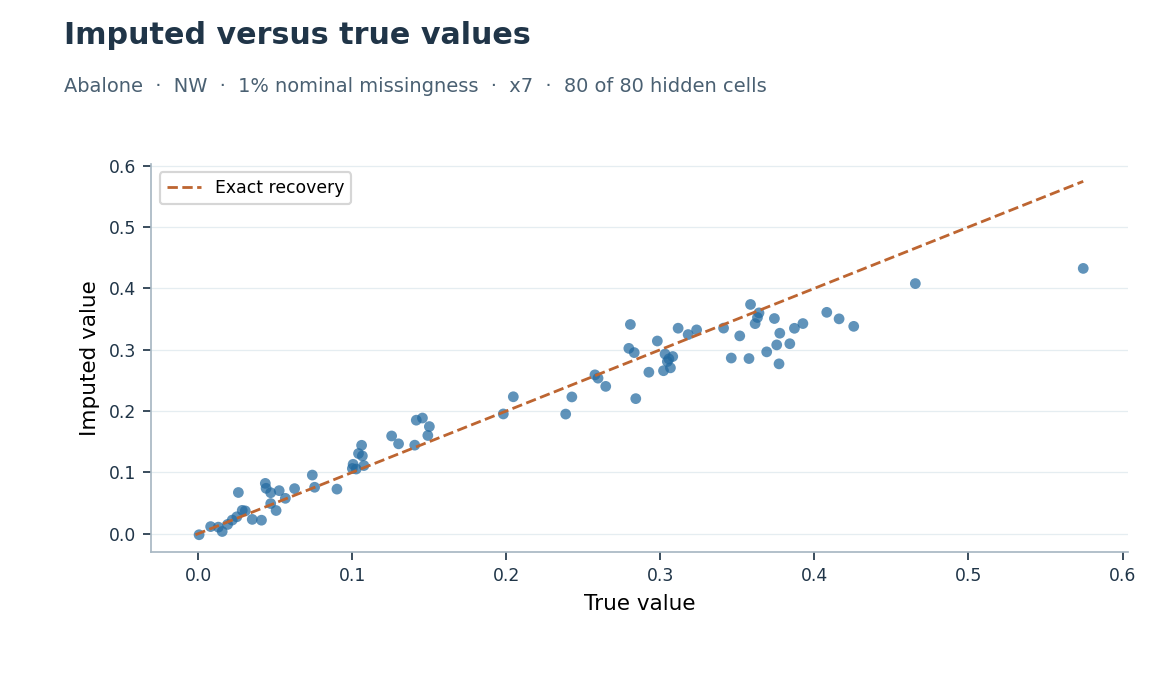 Imputed versus true values
Abalone · NW · 1% nominal missingness · x7 · 80 of 80 hidden cells
0.6
0.5
0.4
0.3
0.2
0.1
0.0
Imputed value
Exact recovery
0.0 0.1 0.2 0.3 0.4 0.5 0.6
True value